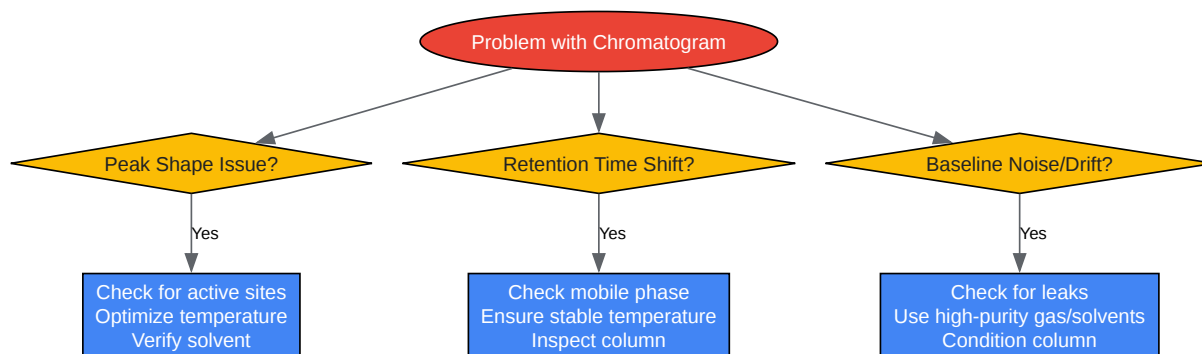 Problem with Chromatogram
Peak Shape Issue?
Retention Time Shift?
Baseline Noise/Drift?
Yes
Yes
Yes
Check for active sites
Optimize temperature
Verify solvent
Check mobile phase
Ensure stable temperature
Inspect column
Check for leaks
Use high-purity gas/solvents
Condition column